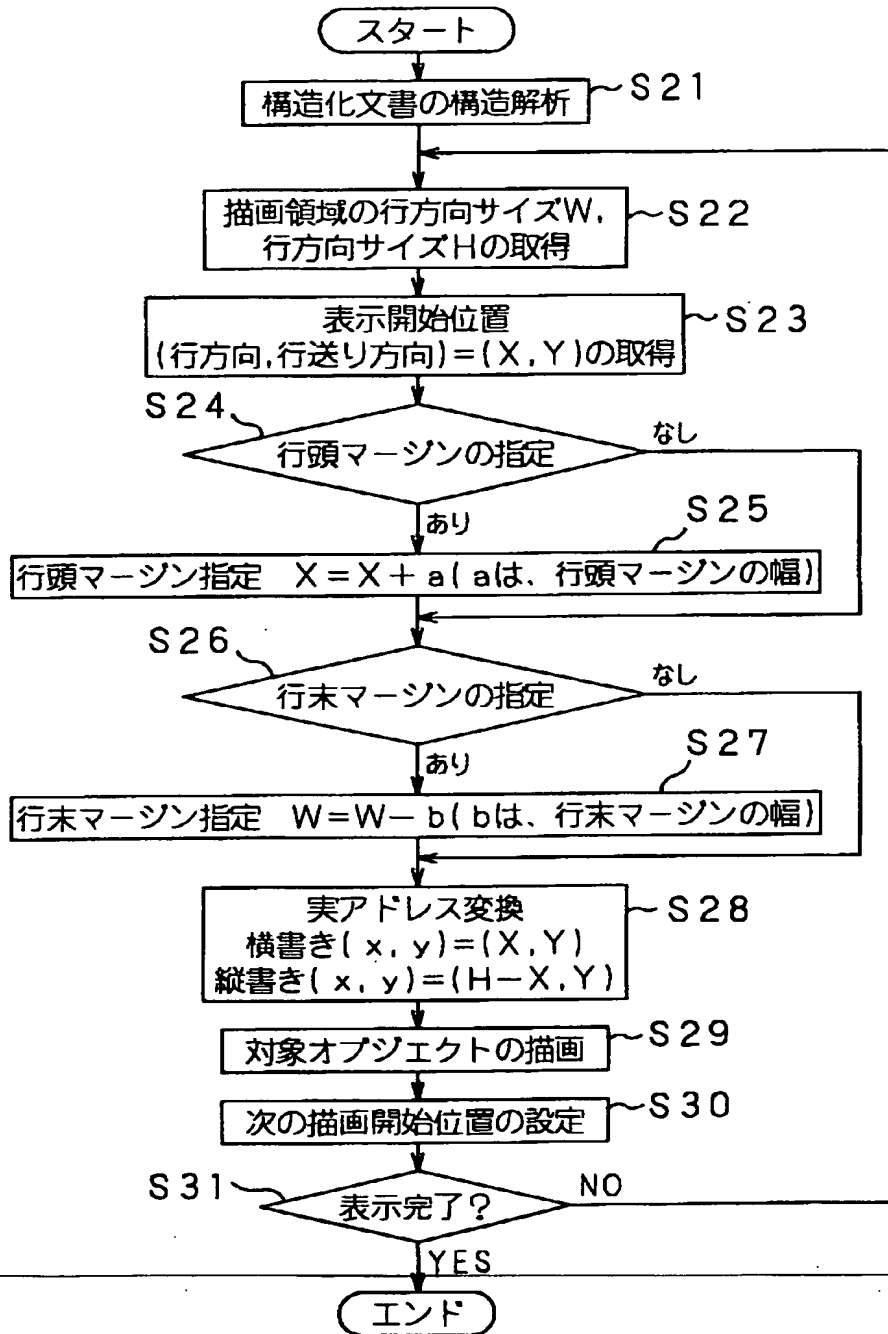 スタート
構造化文書の構造解析
S21
描画領域の行方向サイズW,
行方向サイズHの取得
S22
表示開始位置
(行方向,行送り方向)=(X,Y)の取得
S23
S24
行頭マージンの指定
なし
あり
S25
行頭マージン指定 X=X+a(aは、行頭マージンの幅)
S26
行末マージンの指定
なし
あり
S27
行末マージン指定 W=W-b(bは、行末マージンの幅)
実アドレス変換
横書き(x,y)=(X,Y)
縦書き(x,y)=(H-X,Y)
S28
対象オブジェクトの描画
S29
次の描画開始位置の設定
S30
S31
表示完了?
NO
YES
エンド